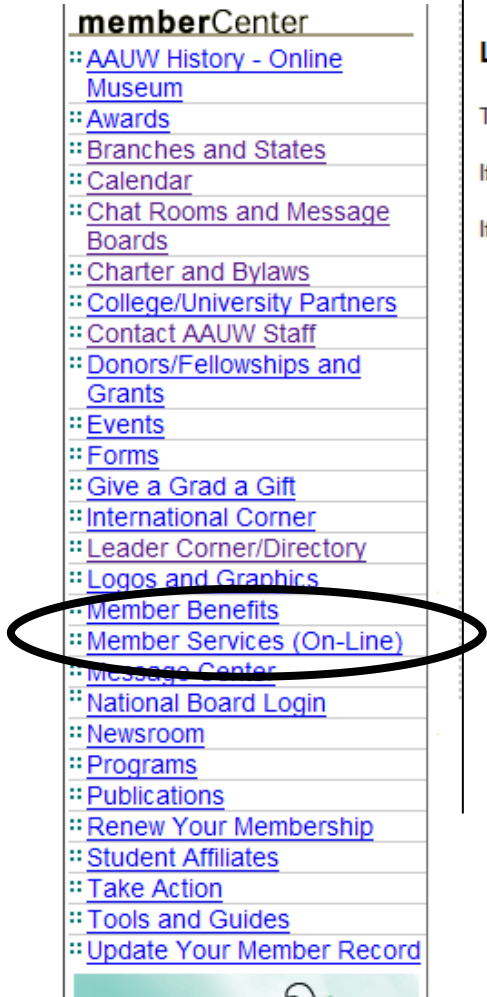 memberCenter
AAUW History - Online
Museum
Awards
Branches and States
Calendar
Chat Rooms and Message
Boards
Charter and Bylaws
College/University Partners
Contact AAUW Staff
Donors/Fellowships and
Grants
Events
Forms
Give a Grad a Gift
International Corner
Leader Corner/Directory
Logos and Graphics
Member Benefits
Member Services (On-Line)
Message Center
National Board Login
Newsroom
Programs
Publications
Renew Your Membership
Student Affiliates
Take Action
Tools and Guides
Update Your Member Record